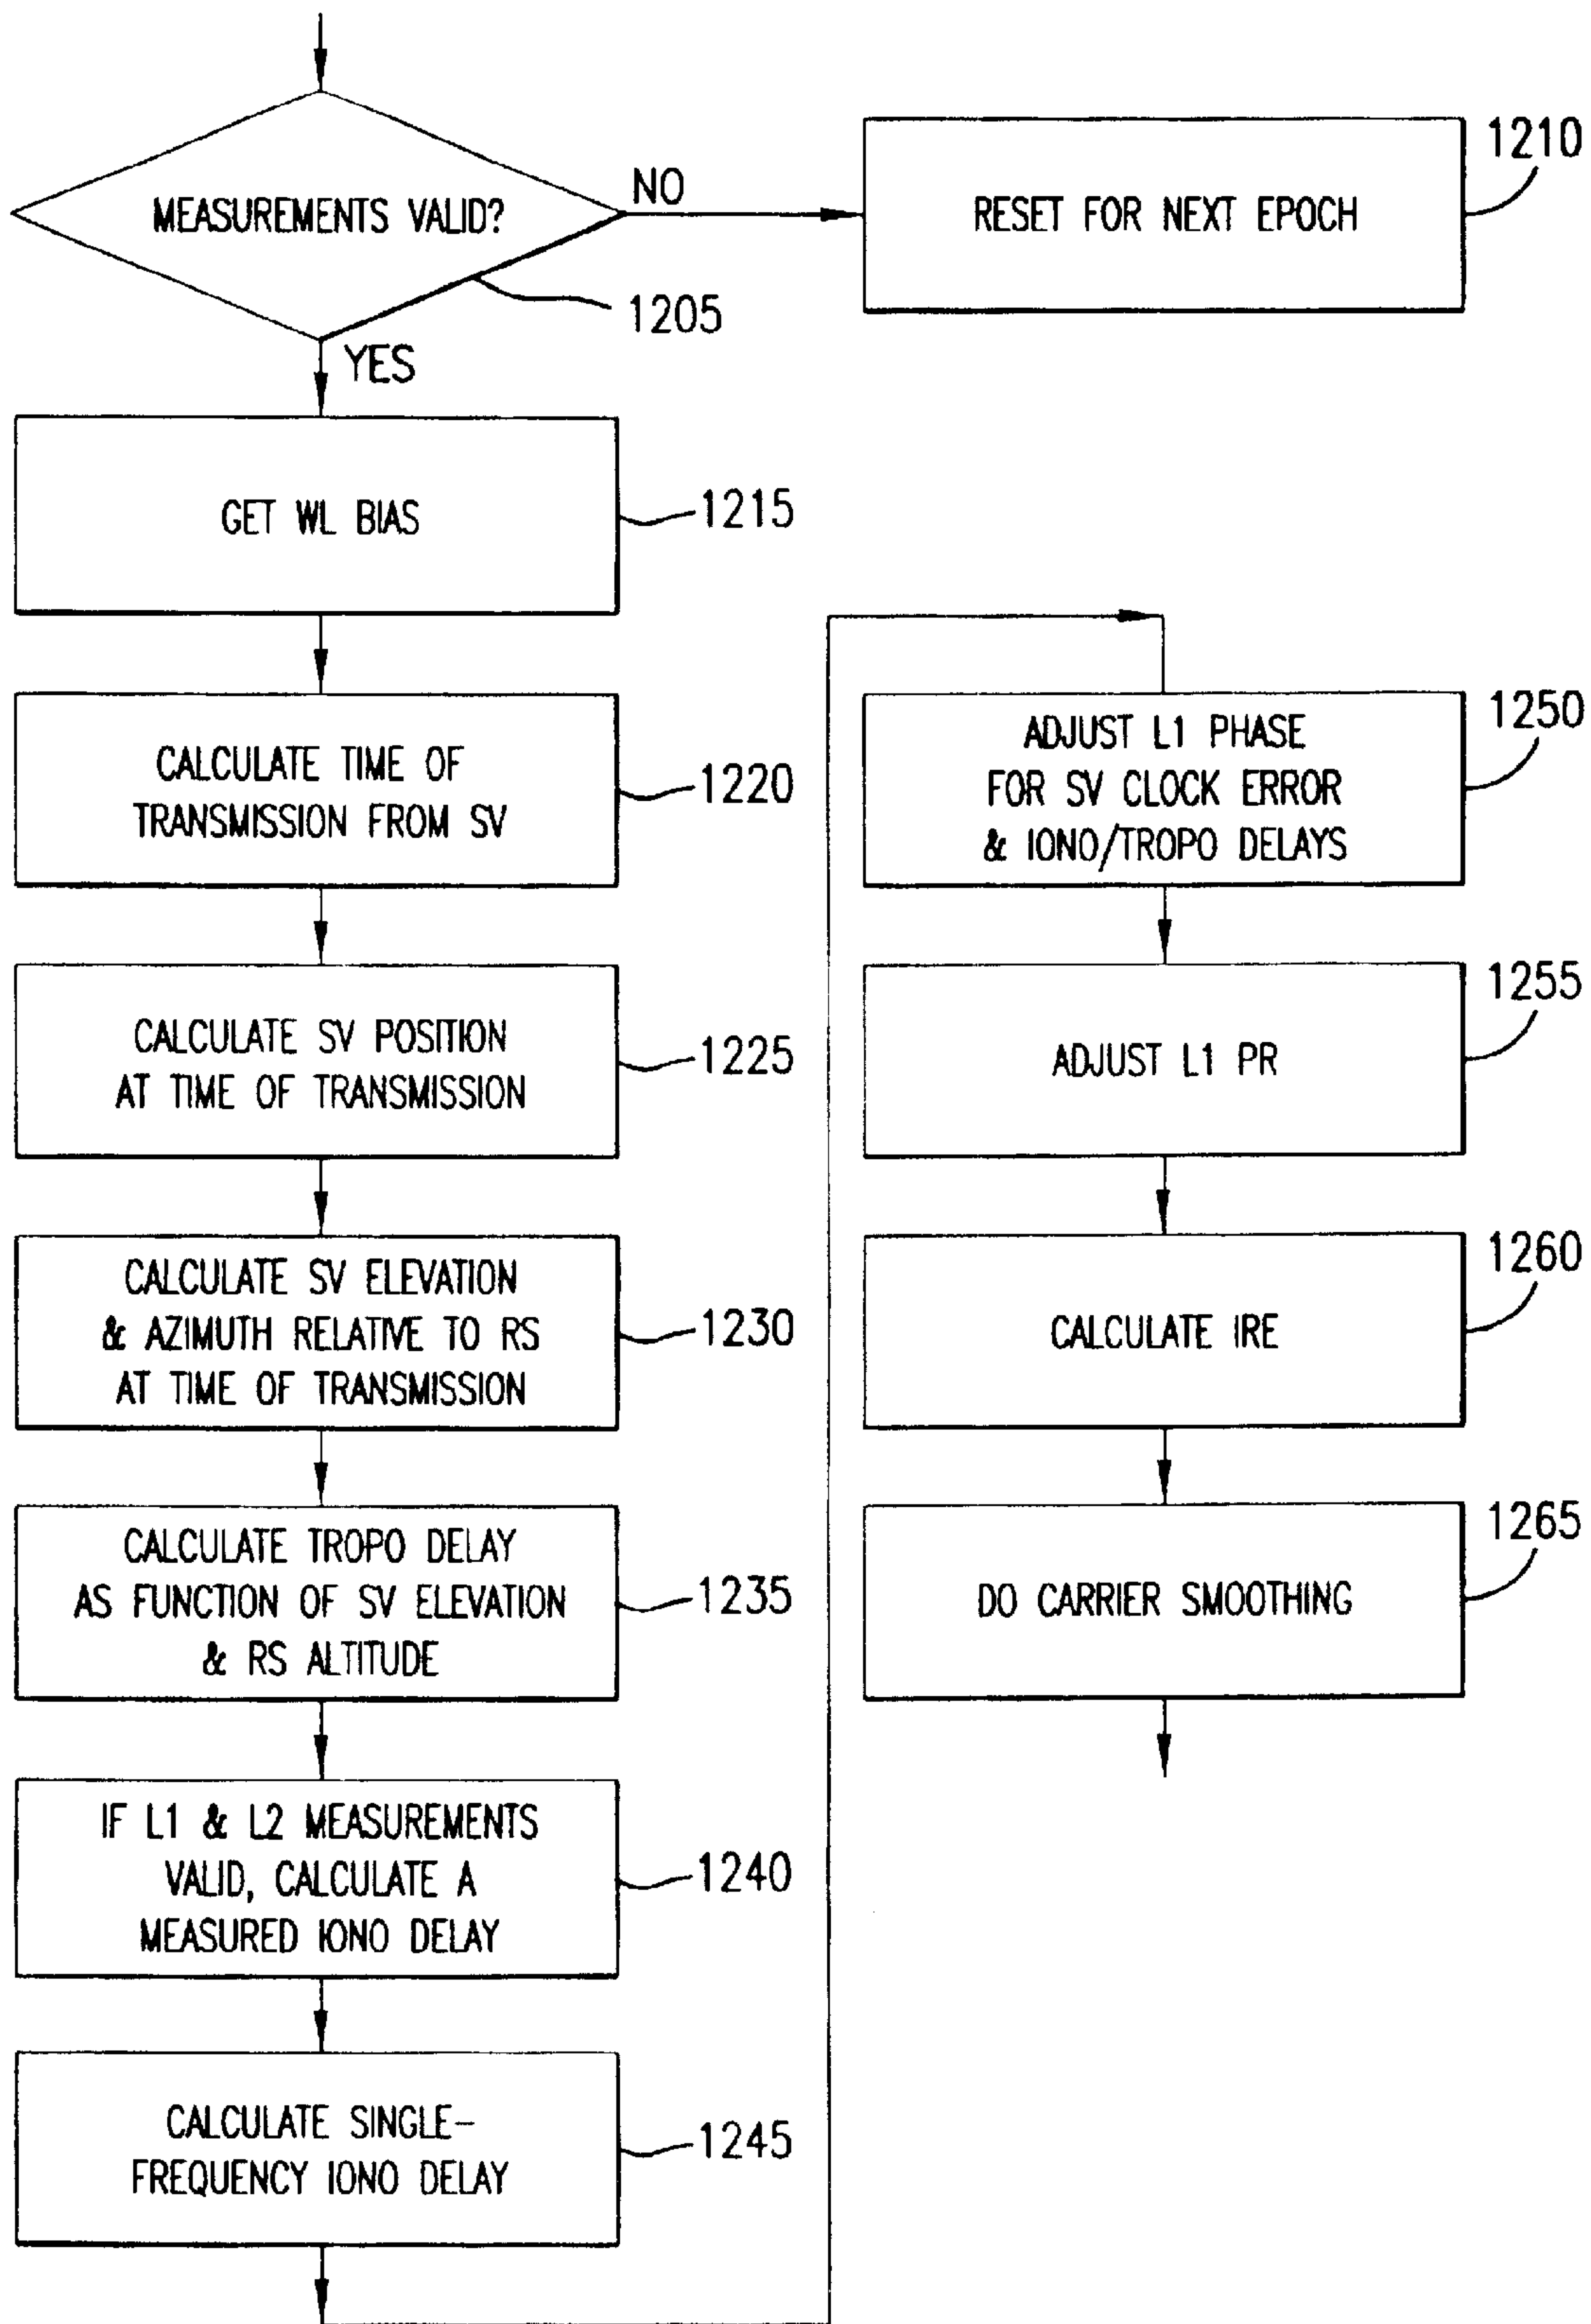 MEASUREMENTS VALID?
NO
RESET FOR NEXT EPOCH
1210
1205
YES
GET WL BIAS
1215
CALCULATE TIME OF
TRANSMISSION FROM SV
1220
CALCULATE SV POSITION
AT TIME OF TRANSMISSION
1225
CALCULATE SV ELEVATION
& AZIMUTH RELATIVE TO RS
AT TIME OF TRANSMISSION
1230
CALCULATE TROPO DELAY
AS FUNCTION OF SV ELEVATION
& RS ALTITUDE
1235
IF L1 & L2 MEASUREMENTS
VALID, CALCULATE A
MEASURED IONO DELAY
1240
CALCULATE SINGLE-
FREQUENCY IONO DELAY
1245
ADJUST L1 PHASE
FOR SV CLOCK ERROR
& IONO/TROPO DELAYS
1250
ADJUST L1 PR
1255
CALCULATE IRE
1260
DO CARRIER SMOOTHING
1265